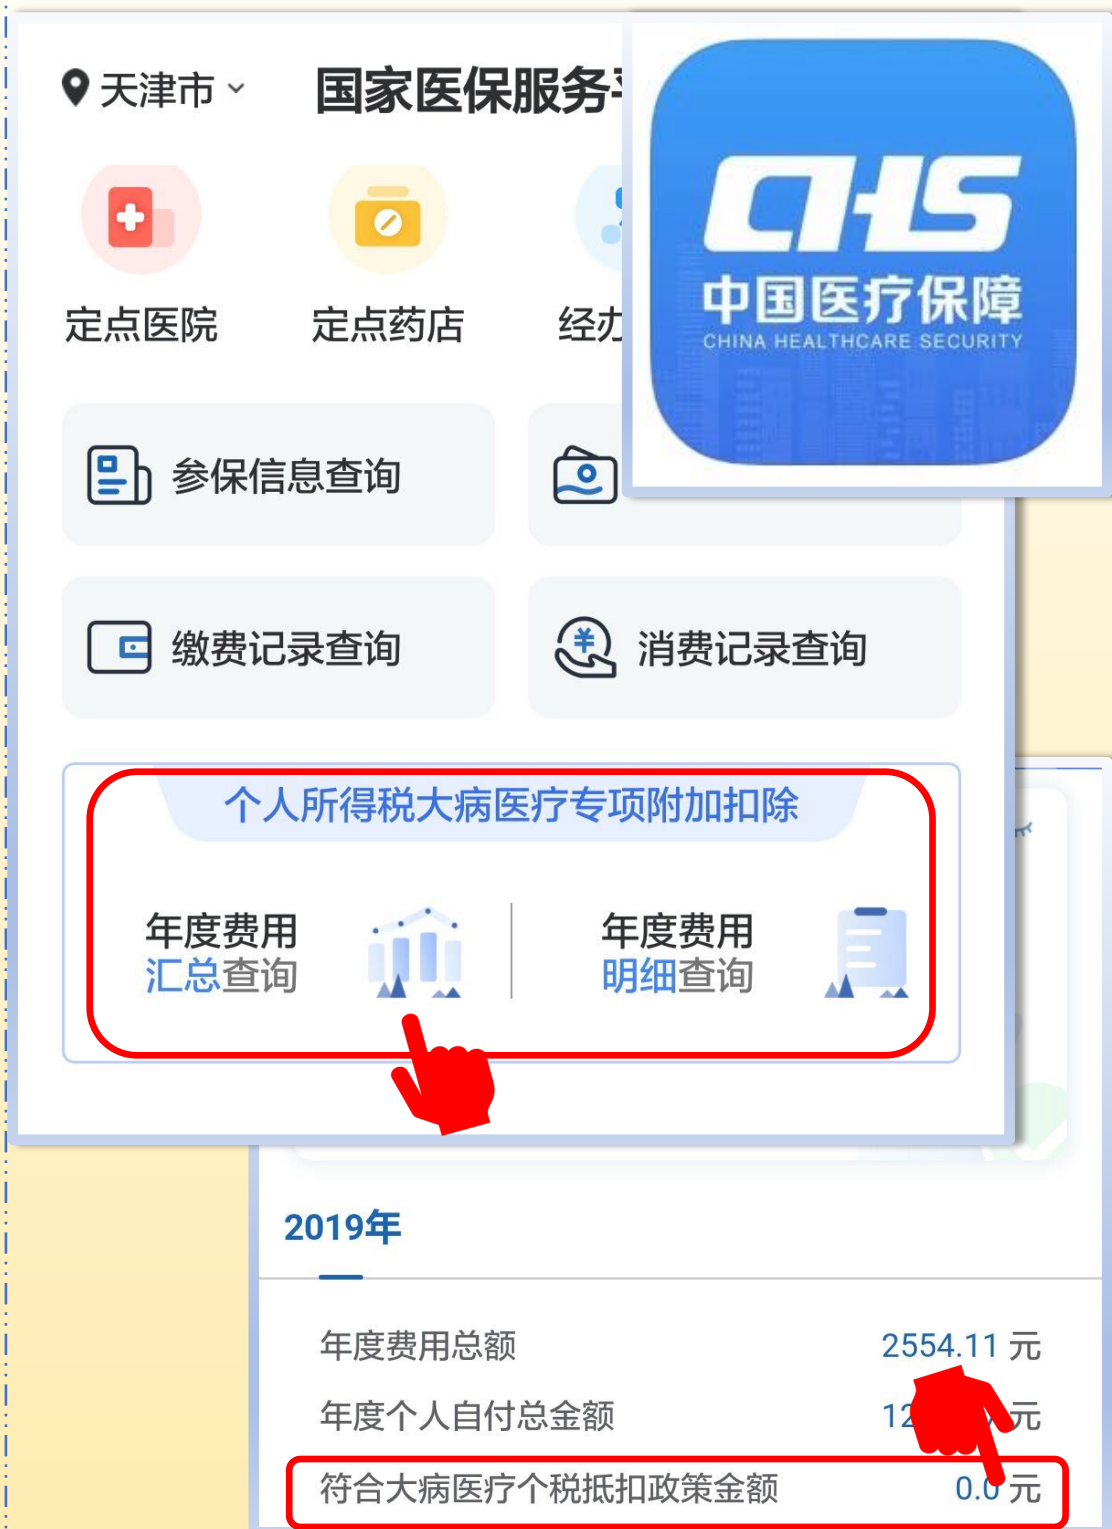 天津市
国家医保服务
CHS
中国医疗保障
CHINA HEALTHCARE SECURITY
定点医院
定点药店
经办
参保信息查询
缴费记录查询
消费记录查询
个人所得税大病医疗专项附加扣除
年度费用
汇总查询
年度费用
明细查询
2019年
年度费用总额
2554.11 元
年度个人自付总金额
元
符合大病医疗个税抵扣政策金额
0.0 元